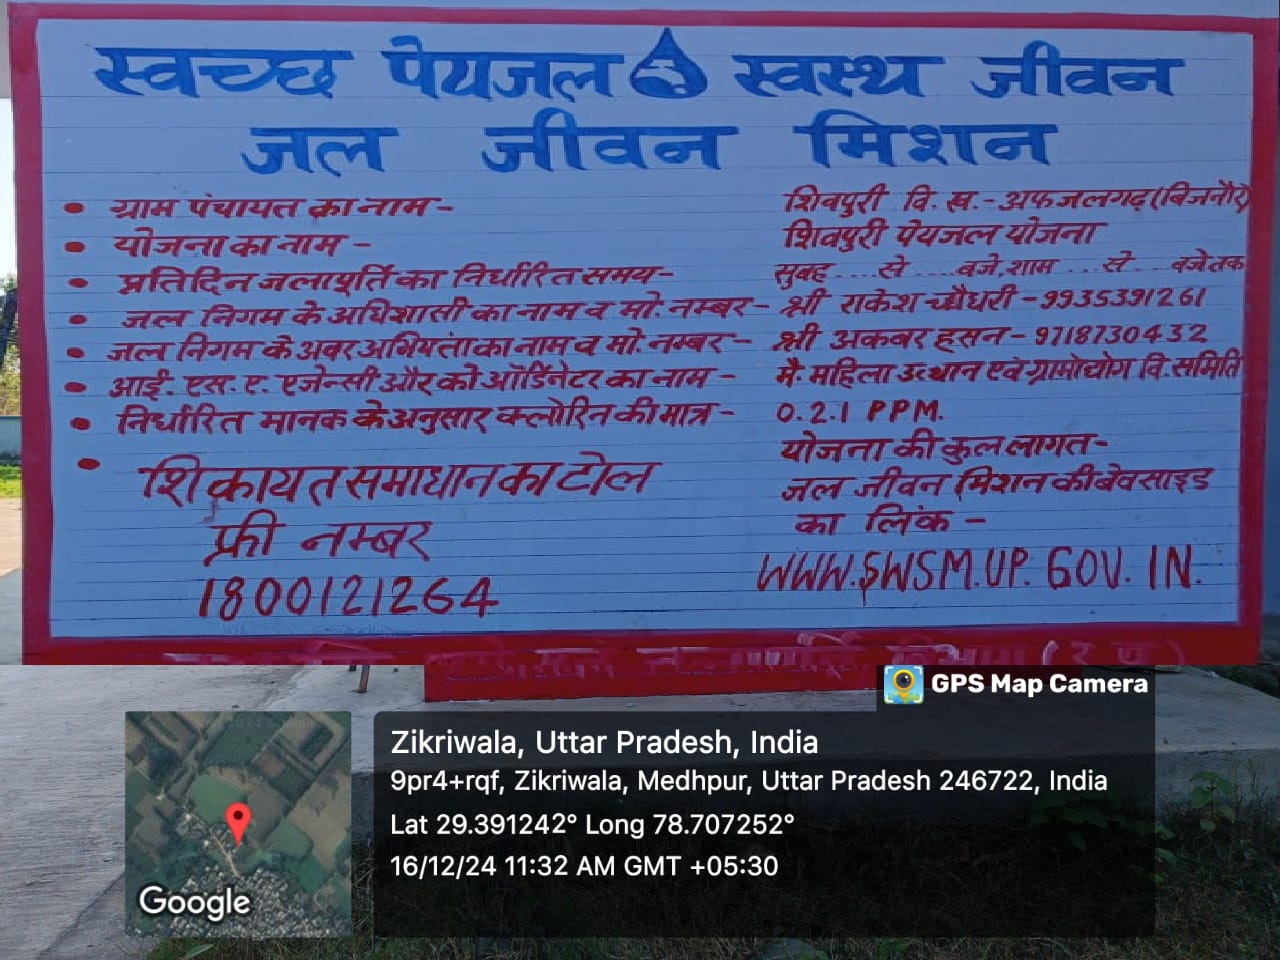 स्वच्छ पेयजल स्वस्थ जीवन
जल जीवन मिशन
• ग्राम पंचायत का नाम - शिवपुरी वि. ख.- अफजलगढ़ (बिजनौर)
• योजना का नाम - शिवपुरी पेयजल योजना
• प्रतिदिन जलापूर्ति का निर्धारित समय- सुबह .... से .... बजे, शाम .... से .... बजे तक
• जल निगम के अधिशासी का नाम व मो. नम्बर- श्री राकेश चौधरी - 9935391261
• जल निगम के अवर अभियंता का नाम व मो. नम्बर- श्री अकबर हसन- 9718730432
• आई. एस. ए. एजेन्सी और को ऑर्डिनेटर का नाम - मै. महिला उत्थान एवं ग्रामोद्योग वि. समिति
• निर्धारित मानक के अनुसार क्लोरिन की मात्र - 0.2.1 PPM.
योजना की कुल लागत-
• शिकायत समाधान का टोल
फ्री नम्बर
1800121264
जल जीवन मिशन की बेवसाइड
का लिंक -
WWW.SWSM.UP. GOV. IN.
(उ. प्र.)
GPS Map Camera
Zikriwala, Uttar Pradesh, India
9pr4+rqf, Zikriwala, Medhpur, Uttar Pradesh 246722, India
Lat 29.391242° Long 78.707252°
16/12/24 11:32 AM GMT +05:30
Google